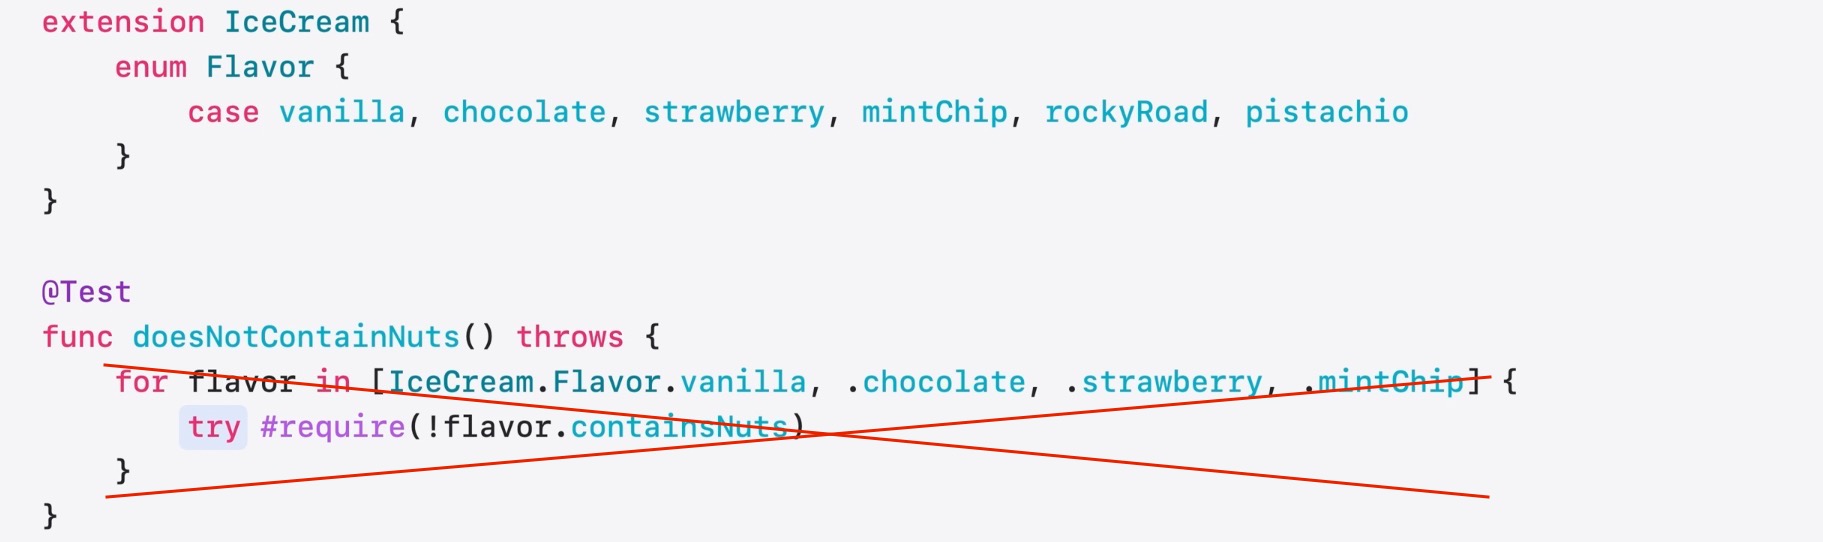 extension IceCream {
    enum Flavor {
        case vanilla, chocolate, strawberry, mintChip, rockyRoad, pistachio
    }
}
@Test
func doesNotContainNuts() throws {
    for flavor in [IceCream.Flavor.vanilla, .chocolate, .strawberry, .mintChip] {
        try #require(!flavor.containsNuts)
    }
}